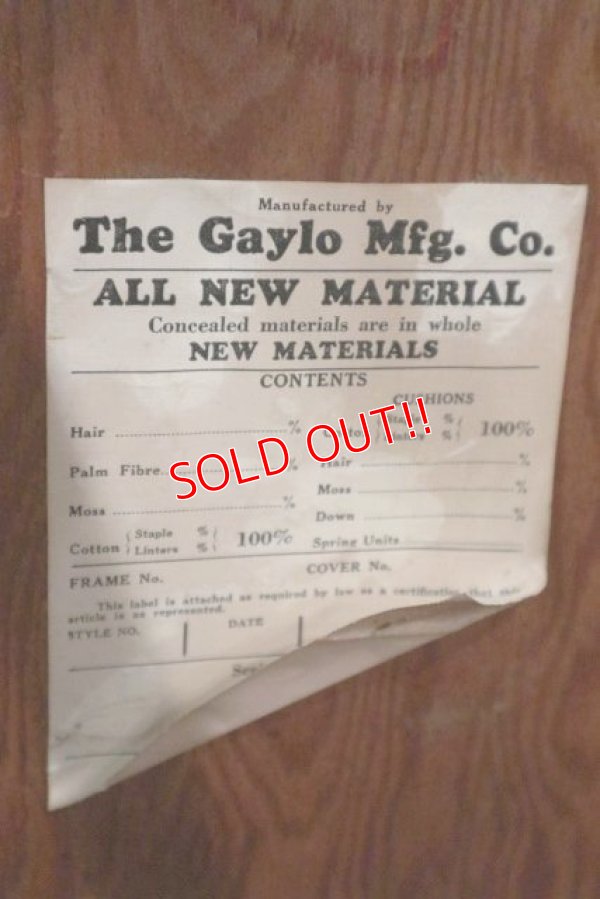 Manufactured by
The Gaylo Mfg. Co.
ALL NEW MATERIAL
Concealed materials are in whole
NEW MATERIALS
CONTENTS
CUSHIONS
Hair %
Staple %
Linters %
100%
Palm Fibre %
Hair %
Moss %
Moss %
Down %
Cotton Staple % Linters % 100%
Spring Units
FRAME No.
COVER No.
This label is attached as required by law as a certification that this
article is as represented.
STYLE NO.
DATE
SOLD OUT!!